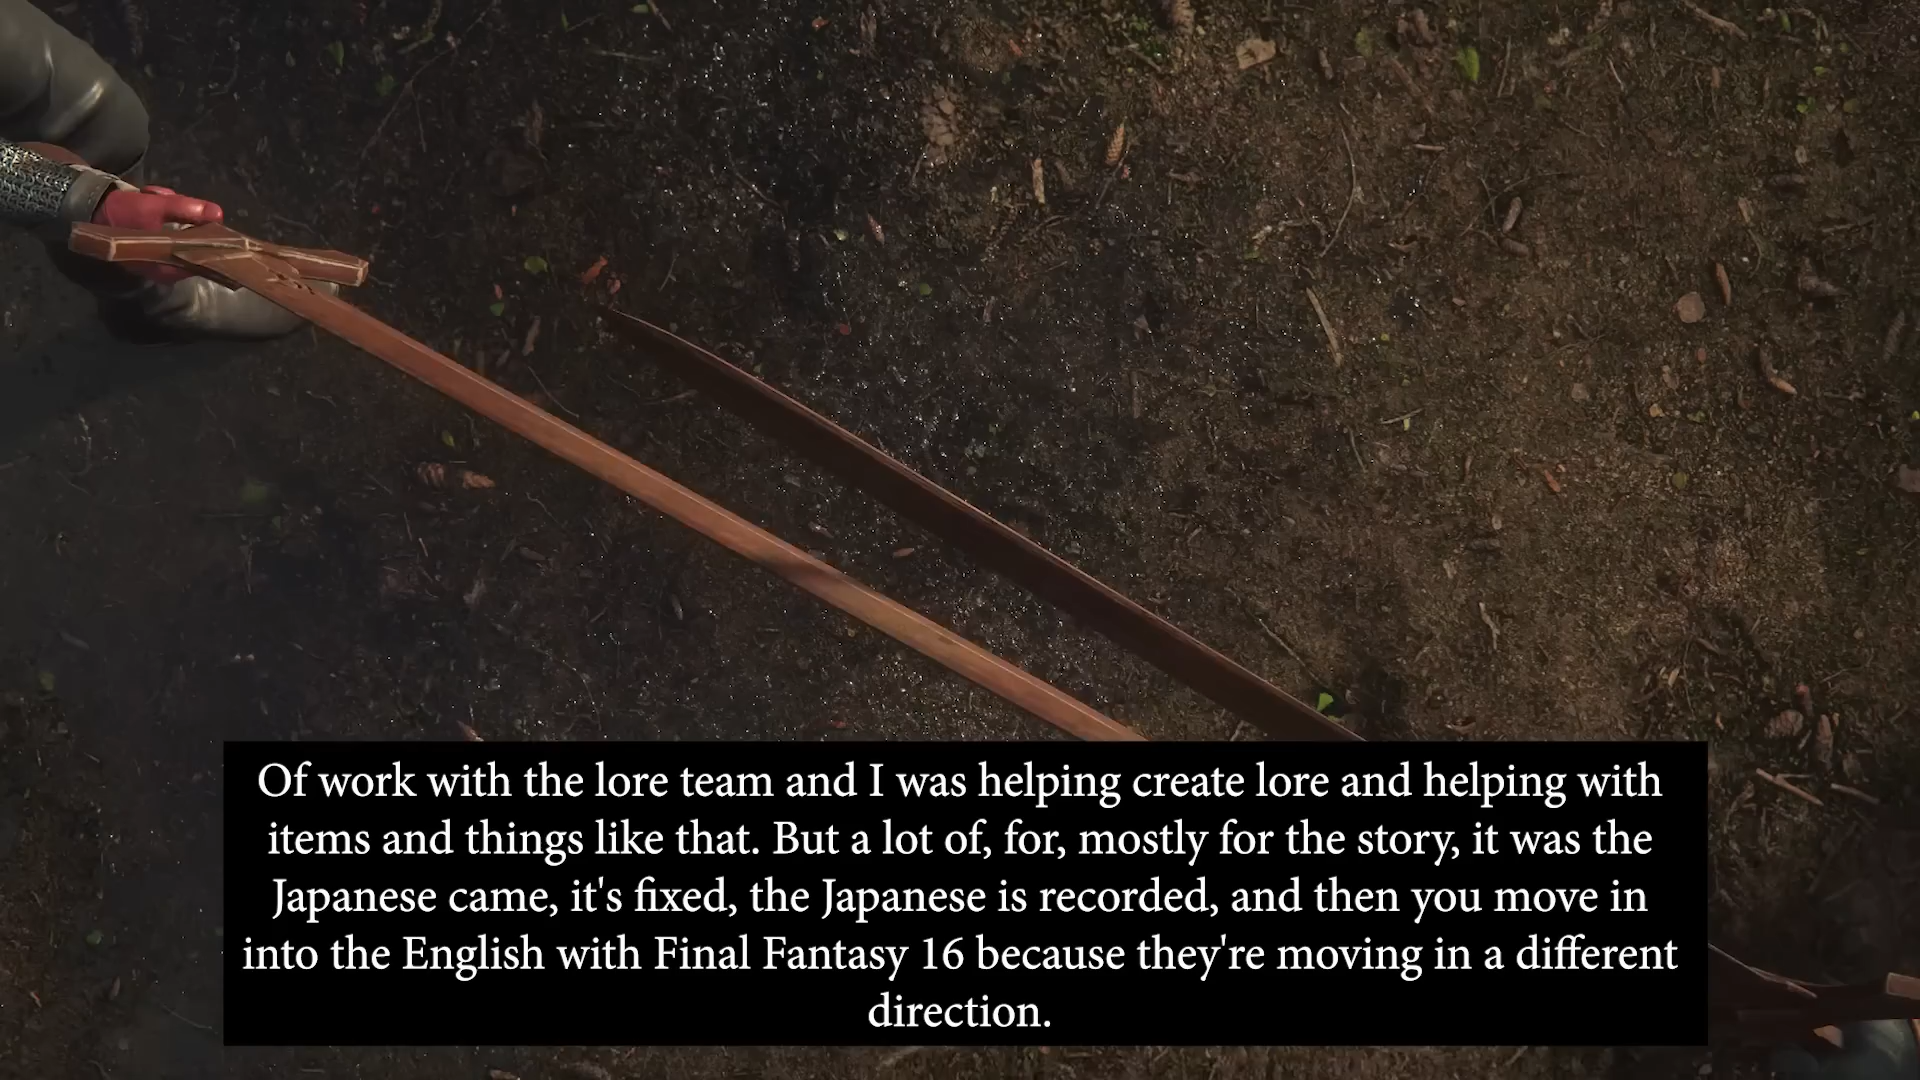 Of work with the lore team and I was helping create lore and helping with
items and things like that. But a lot of, for, mostly for the story, it was the
Japanese came, it's fixed, the Japanese is recorded, and then you move in
into the English with Final Fantasy 16 because they're moving in a different
direction.